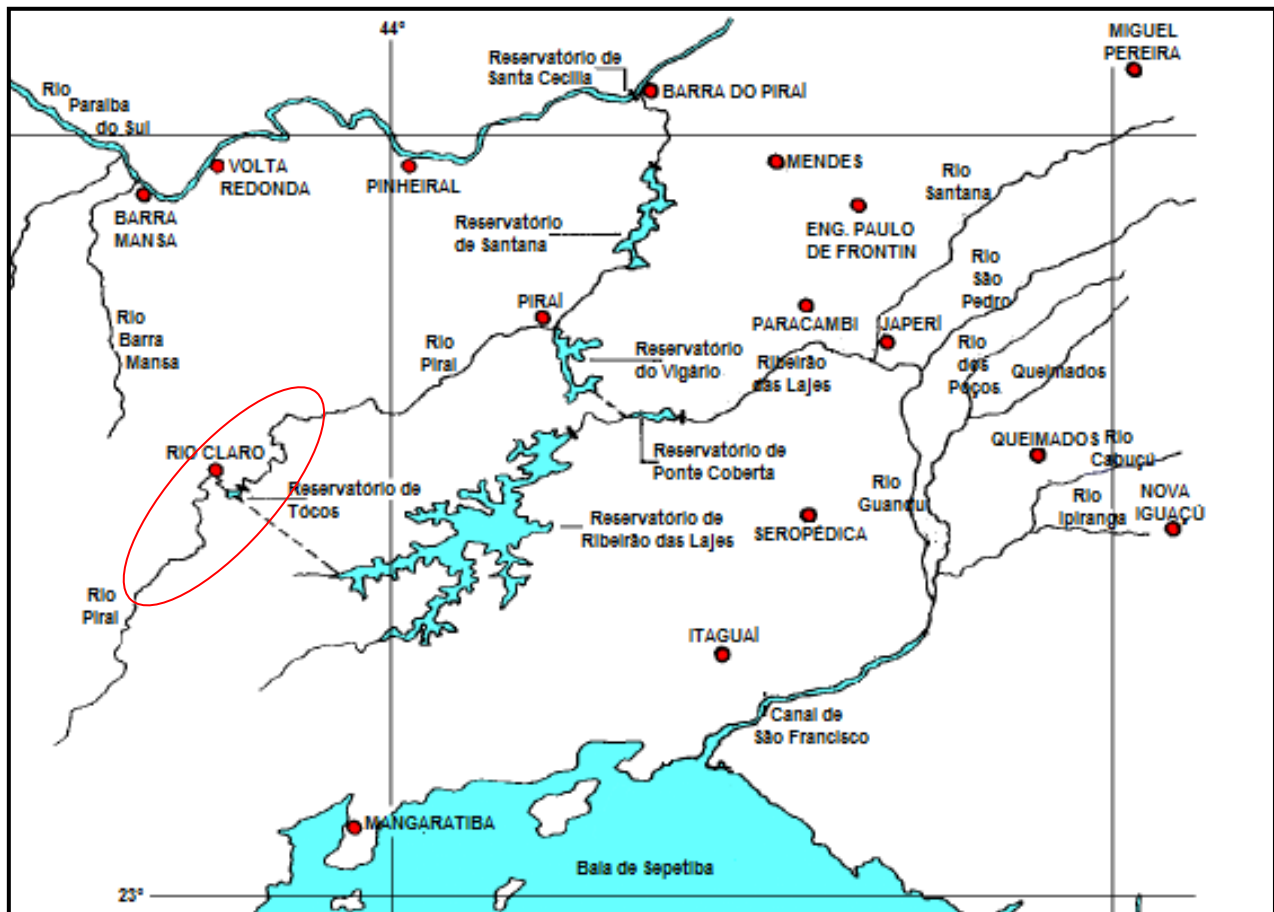 44°
MIGUEL
PEREIRA
Reservatório de
Santa Cecília
BARRA DO PIRAÍ
Rio
Paraíba
do Sul
VOLTA
REDONDA
PINHEIRAL
MENDES
Rio
Santana
BARRA
MANSA
Reservatório
de Santana
ENG. PAULO
DE FRONTIN
Rio
São
Pedro
PIRAÍ
PARACAMBI
JAPERÍ
Rio
Barra
Mansa
Rio
Piraí
Reservatório
do Vigário
Ribeirão
das Lajes
Rio
dos
Poços
Queimados
RIO CLARO
Reservatório de
Ponte Coberta
QUEIMADOS
Rio
Cabuçú
Reservatório de
Tócos
Rio
Guandu
Rio
Ipiranga
NOVA
IGUAÇÚ
Reservatório de
Ribeirão das Lajes
SEROPÉDICA
Rio
Piraí
ITAGUAÍ
Canal de
São Francisco
MANGARATIBA
Baía de Sepetiba
23°